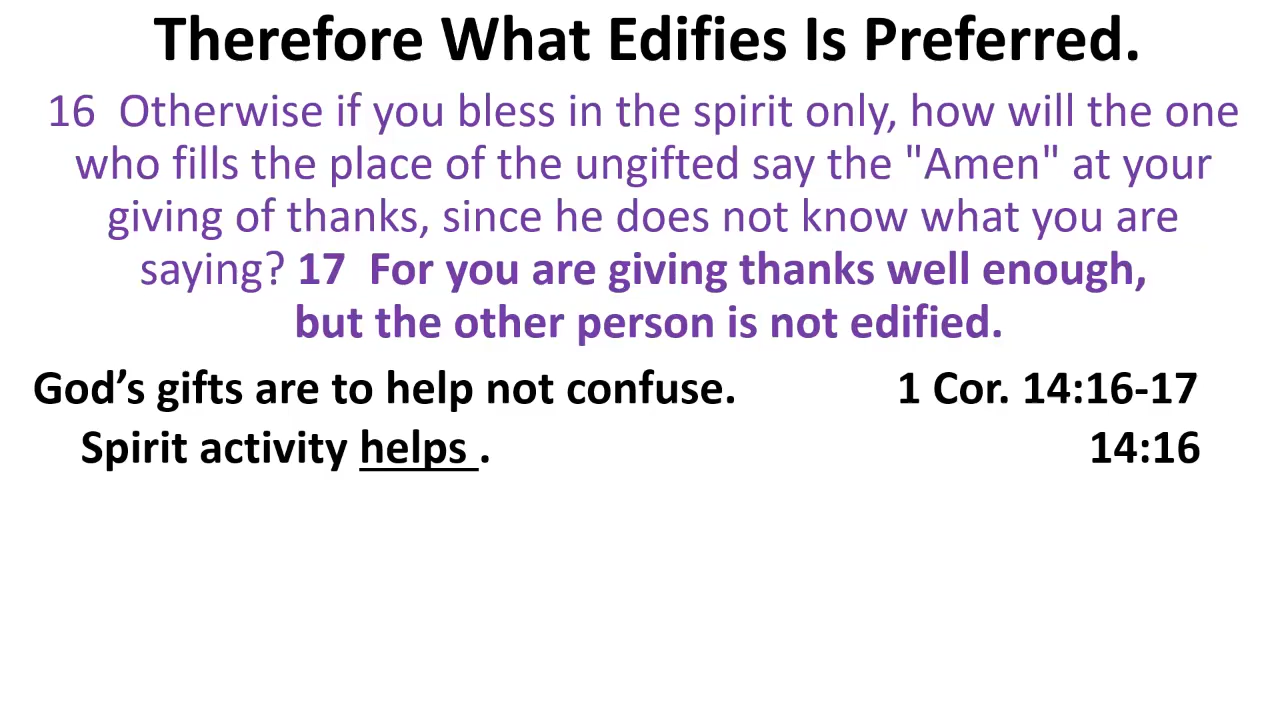 Therefore What Edifies Is Preferred.
16  Otherwise if you bless in the spirit only, how will the one
who fills the place of the ungifted say the "Amen" at your
giving of thanks, since he does not know what you are
saying? 17  For you are giving thanks well enough,
but the other person is not edified.
God’s gifts are to help not confuse. 1 Cor. 14:16-17
Spirit activity helps . 14:16